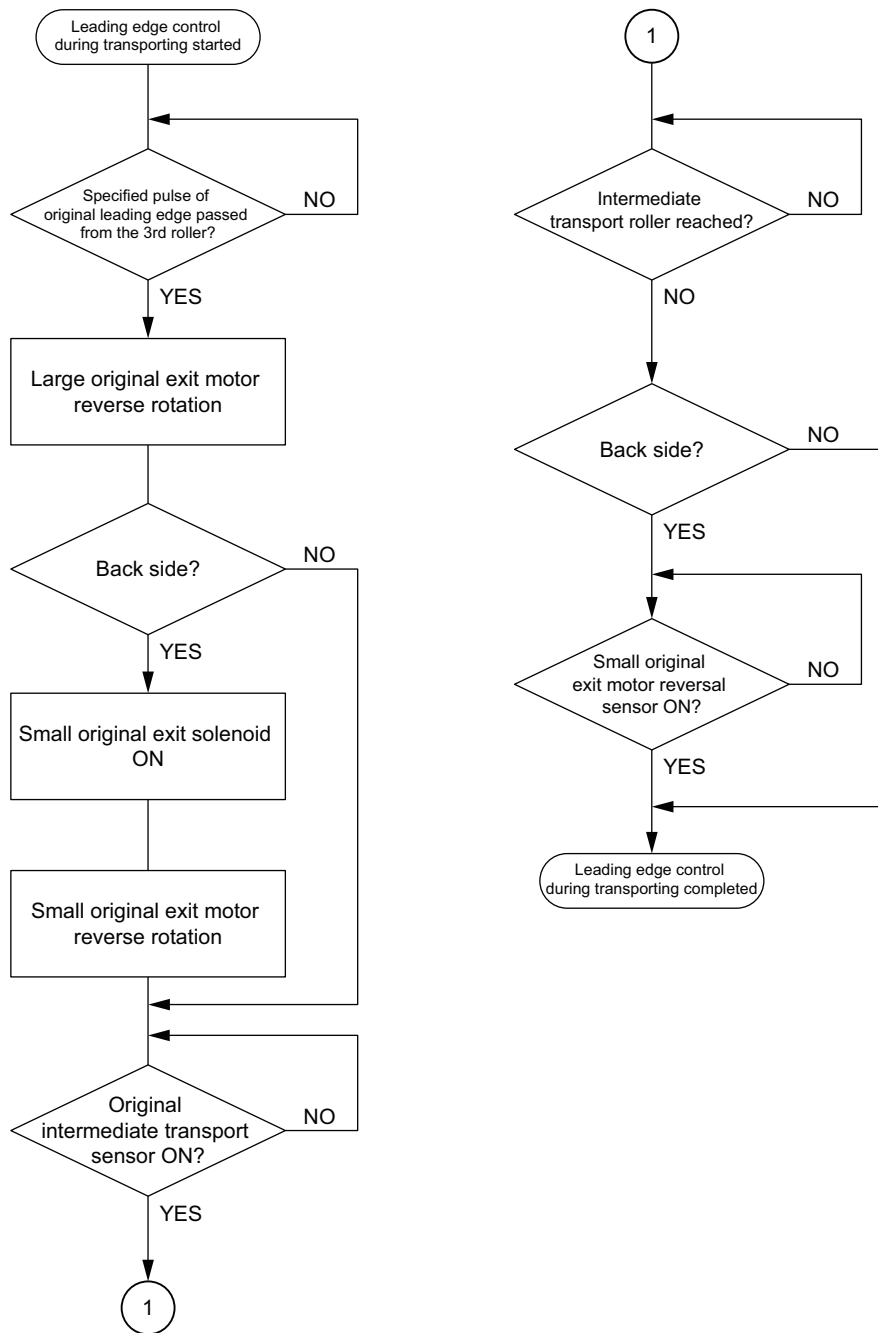 Leading edge control
during transporting started
Specified pulse of
original leading edge passed
from the 3rd roller?
NO
YES
Large original exit motor
reverse rotation
Back side?
NO
YES
Small original exit solenoid
ON
Small original exit motor
reverse rotation
Original
intermediate transport
sensor ON?
NO
YES
1
1
Intermediate
transport roller reached?
NO
NO
Back side?
NO
YES
Small original
exit motor reversal
sensor ON?
NO
YES
Leading edge control
during transporting completed